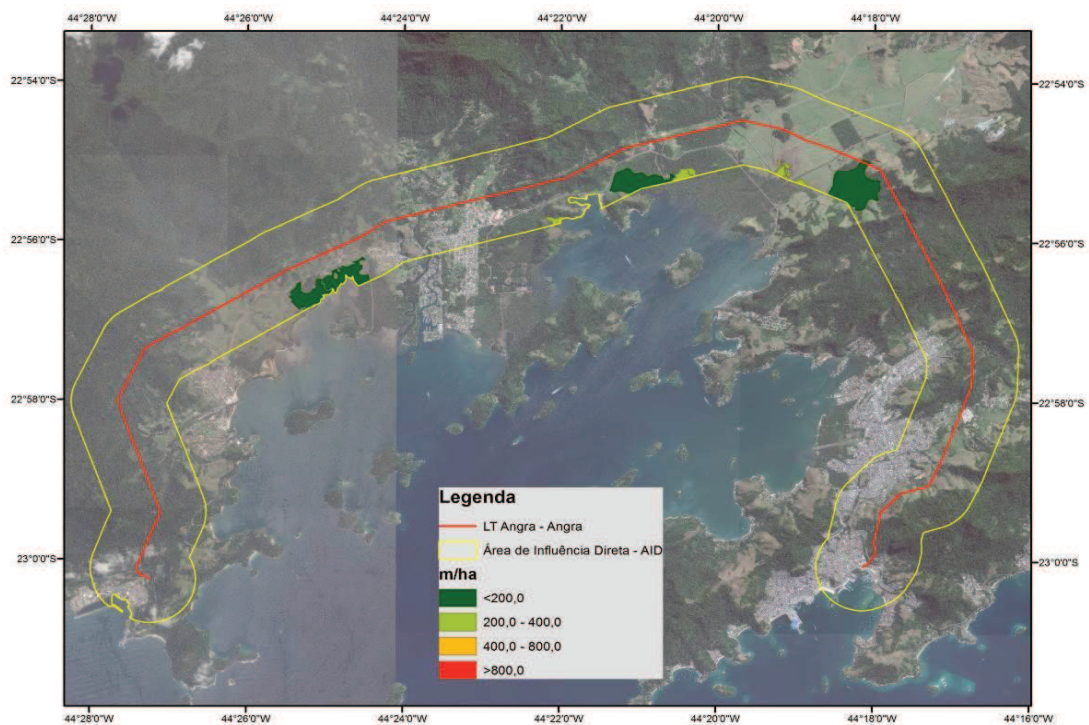 44°28'0"W 44°26'0"W 44°24'0"W 44°22'0"W 44°20'0"W 44°18'0"W 44°16'0"W
22°54'0"S 22°54'0"S
22°56'0"S 22°56'0"S
22°58'0"S 22°58'0"S
Legenda
LT Angra - Angra
Área de Influência Direta - AID
m/ha
<200,0
200,0 - 400,0
400,0 - 800,0
>800,0
23°0'0"S 23°0'0"S
44°28'0"W 44°26'0"W 44°24'0"W 44°22'0"W 44°20'0"W 44°18'0"W 44°16'0"W